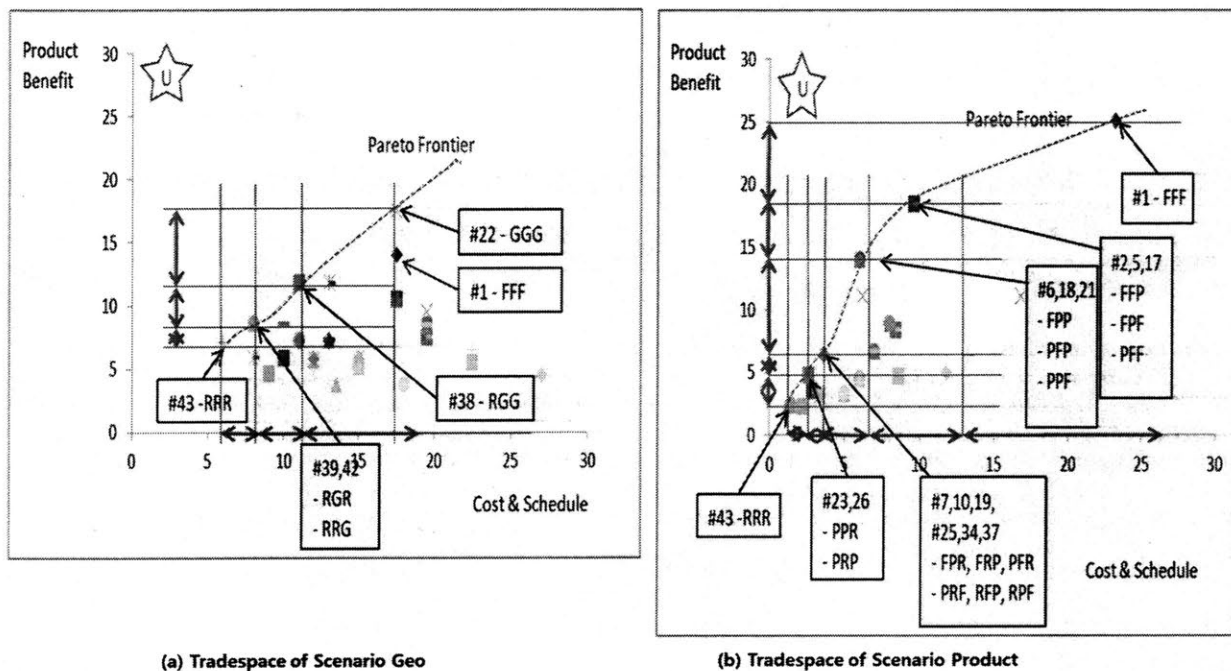 Product
Benefit
30
25
20
15
10
5
0
U
Pareto Frontier
#22 - GGG
#1 - FFF
#38 - RGG
#43 - RRR
#39,42
- RGR
- RRG
0 5 10 15 20 25 30
Cost & Schedule
(a) Tradespace of Scenario Geo
Product
Benefit
30
25
20
15
10
5
0
U
Pareto Frontier
#1 - FFF
#2,5,17
- FFP
- FPF
- PFF
#6,18,21
- FPP
- PFP
- PPF
0 5 10 15 20 25 30
#43 -RRR
#23,26
- PPR
- PRP
#7,10,19,
#25,34,37
- FPR, FRP, PFR
- PRF, RFP, RPF
Cost & Schedule
(b) Tradespace of Scenario Product